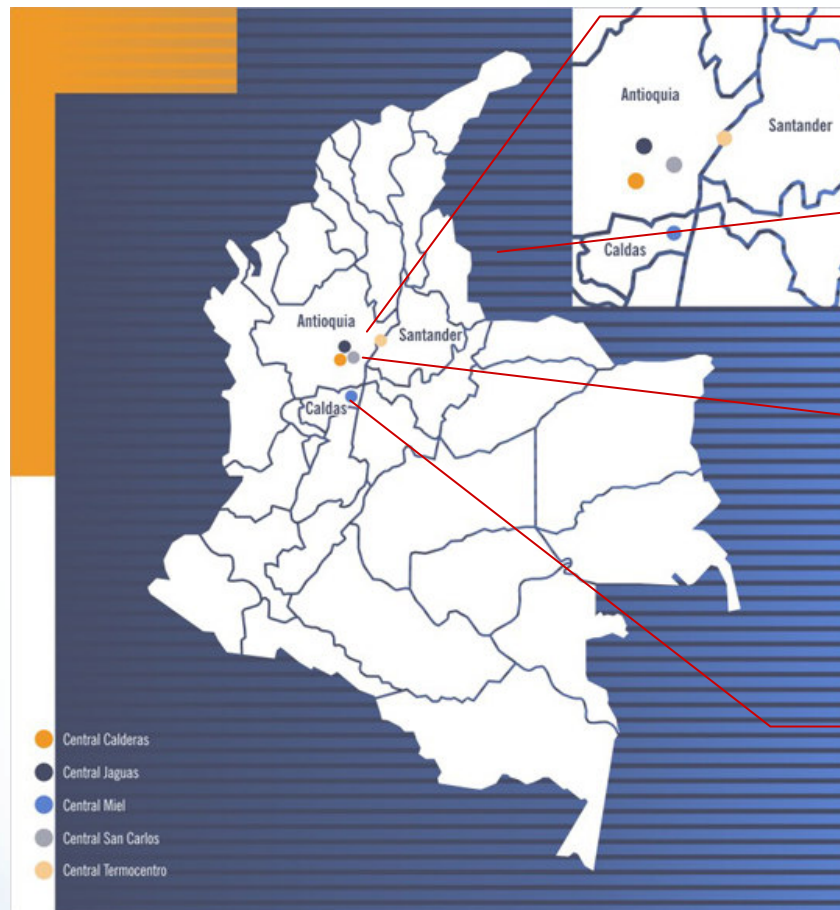 Antioquia
Santander
Caldas
Antioquia
Santander
Caldas
Central Calderas
Central Jaguas
Central Miel
Central San Carlos
Central Termocentro